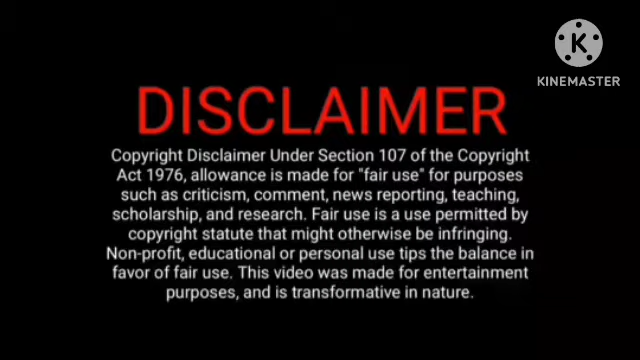 KINEMASTER
DISCLAIMER
Copyright Disclaimer Under Section 107 of the Copyright
Act 1976, allowance is made for "fair use" for purposes
such as criticism, comment, news reporting, teaching,
scholarship, and research. Fair use is a use permitted by
copyright statute that might otherwise be infringing.
Non-profit, educational or personal use tips the balance in
favor of fair use. This video was made for entertainment
purposes, and is transformative in nature.